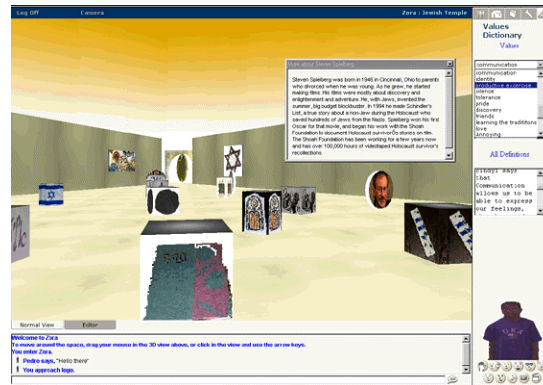 Log Off Camera Zora : Jewish Temple
Values
Dictionary
Values
communication
communication
identity
productive excercise
intense
tolerance
pride
discovery
friends
learning the traditions
love
Annoying
All Definitions
says
that
Communication
allows us to be
able to express
our feelings,
More about Steven Spielberg
Steven Spielberg was born in 1946 in Cincinnati, Ohio to parents
who divorced when he was young. As he grew, he started
making films. His films were mostly about discovery and
enlightenment and adventure. He, with Jaws, invented the
summer, big budget blockbuster. In 1994 he made Schindler's
List, a true story about a non-Jew during the Holocaust who
saved hundreds of Jews from the Nazis. Spielberg won his first
Oscar for that movie, and began his work with the Shoah
Foundation to document Holocaust survivorÕs stories on film.
The Shoah Foundation has been working for a few years now
and has over 100,000 hours of videotaped Holocaust survivor's
recollections.
Normal View Editor
Welcome to Zora
To move around the space, drag your mouse in the 3D view above, or click in the view and use the arrow keys.
You enter Zora.
Pedro says, "Hello there"
You approach logo.